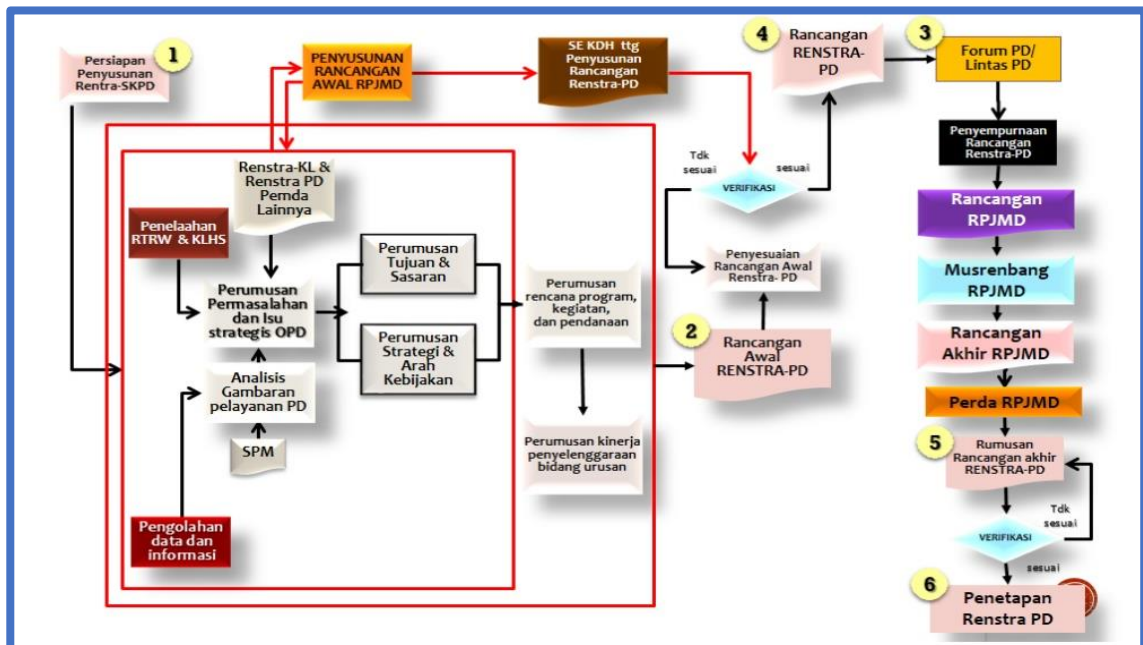 1
Persiapan
Penyusunan
Rentra-SKPD
PENYUSUNAN
RANCANGAN
AWAL RPJMD
SE KDH ttg
Penyusunan
Rancangan
Renstra-PD
4
Rancangan
RENSTRA-
PD
3
Forum PD/
Lintas PD
Penyempurnaan
Rancangan
Renstra-PD
Rancangan
RPJMD
Musrenbang
RPJMD
Rancangan
Akhir RPJMD
Perda RPJMD
5
Rumusan
Rancangan akhir
RENSTRA-PD
Tdk
sesuai
VERIFIKASI
sesuai
6
Penetapan
Renstra PD
Tdk
sesuai
sesuai
VERIFIKASI
Penyesuaian
Rancangan Awal
Renstra- PD
2
Rancangan
Awal
RENSTRA-PD
Renstra-KL &
Renstra PD
Pemda
Lainnya
Penelaahan
RTRW & KLHS
Perumusan
Permasalahan
dan Isu
strategis OPD
Analisis
Gambaran
pelayanan PD
SPM
Pengolahan
data dan
informasi
Perumusan
Tujuan &
Sasaran
Perumusan
Strategi &
Arah
Kebijakan
Perumusan
rencana program,
kegiatan,
dan pendanaan
Perumusan kinerja
penyelenggaraan
bidang urusan